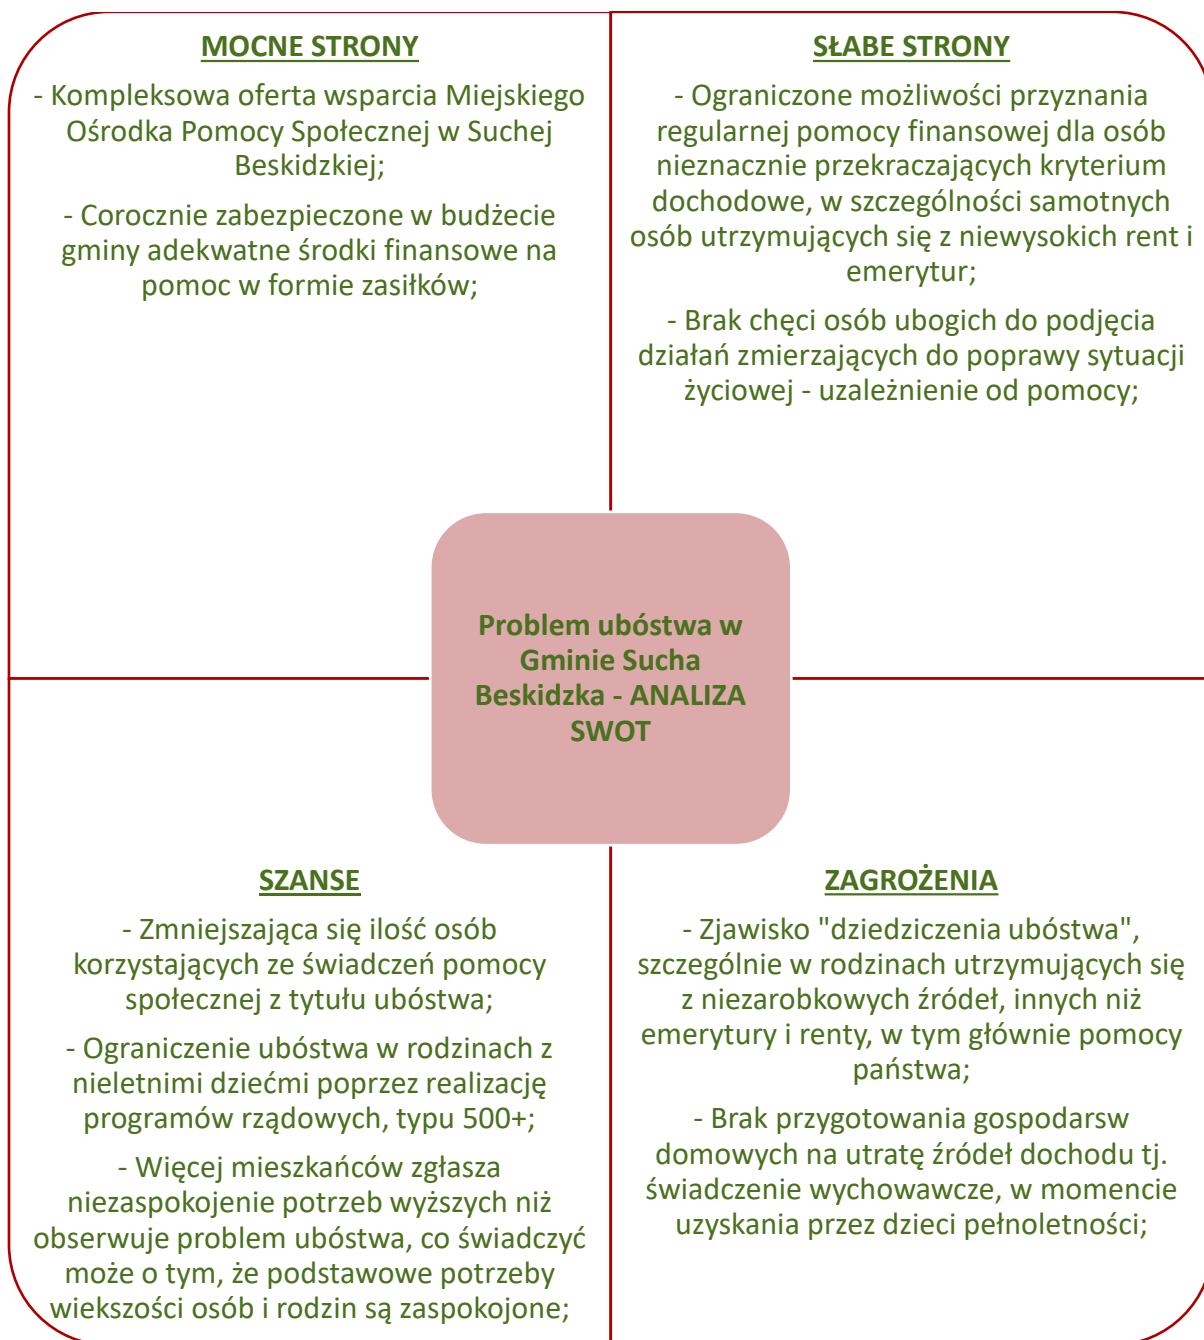 MOCNE STRONY
- Kompleksowa oferta wsparcia Miejskiego
Ośrodka Pomocy Społecznej w Suchej
Beskidzkiej;
- Corocznie zabezpieczone w budżecie
gminy adekwatne środki finansowe na
pomoc w formie zasiłków;
SŁABE STRONY
- Ograniczone możliwości przyznania
regularnej pomocy finansowej dla osób
nieznacznie przekraczających kryterium
dochodowe, w szczególności samotnych
osób utrzymujących się z niewysokich rent i
emerytur;
- Brak chęci osób ubogich do podjęcia
działań zmierzających do poprawy sytuacji
życiowej - uzależnienie od pomocy;
Problem ubóstwa w
Gminie Sucha
Beskidzka - ANALIZA
SWOT
SZANSE
- Zmniejszająca się ilość osób
korzystających ze świadczeń pomocy
społecznej z tytułu ubóstwa;
- Ograniczenie ubóstwa w rodzinach z
nieletnimi dziećmi poprzez realizację
programów rządowych, typu 500+;
- Więcej mieszkańców zgłasza
niezaspokojenie potrzeb wyższych niż
obserwuje problem ubóstwa, co świadczyć
może o tym, że podstawowe potrzeby
wiekszości osób i rodzin są zaspokojone;
ZAGROŻENIA
- Zjawisko "dziedziczenia ubóstwa",
szczególnie w rodzinach utrzymujących się
z niezarobkowych źródeł, innych niż
emerytury i renty, w tym głównie pomocy
państwa;
- Brak przygotowania gospodarsw
domowych na utratę źródeł dochodu tj.
świadczenie wychowawcze, w momencie
uzyskania przez dzieci pełnoletności;